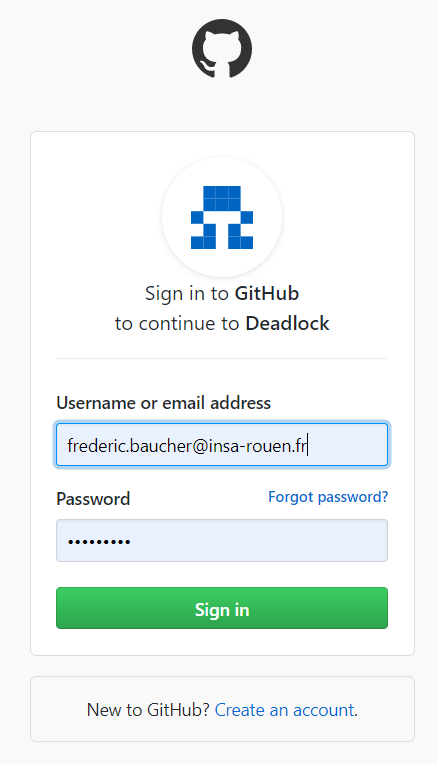 Sign in to GitHub
to continue to Deadlock
Username or email address
frederic.baucher@insa-rouen.fr
Password
Forgot password?
•••••••••
Sign in
New to GitHub? Create an account.